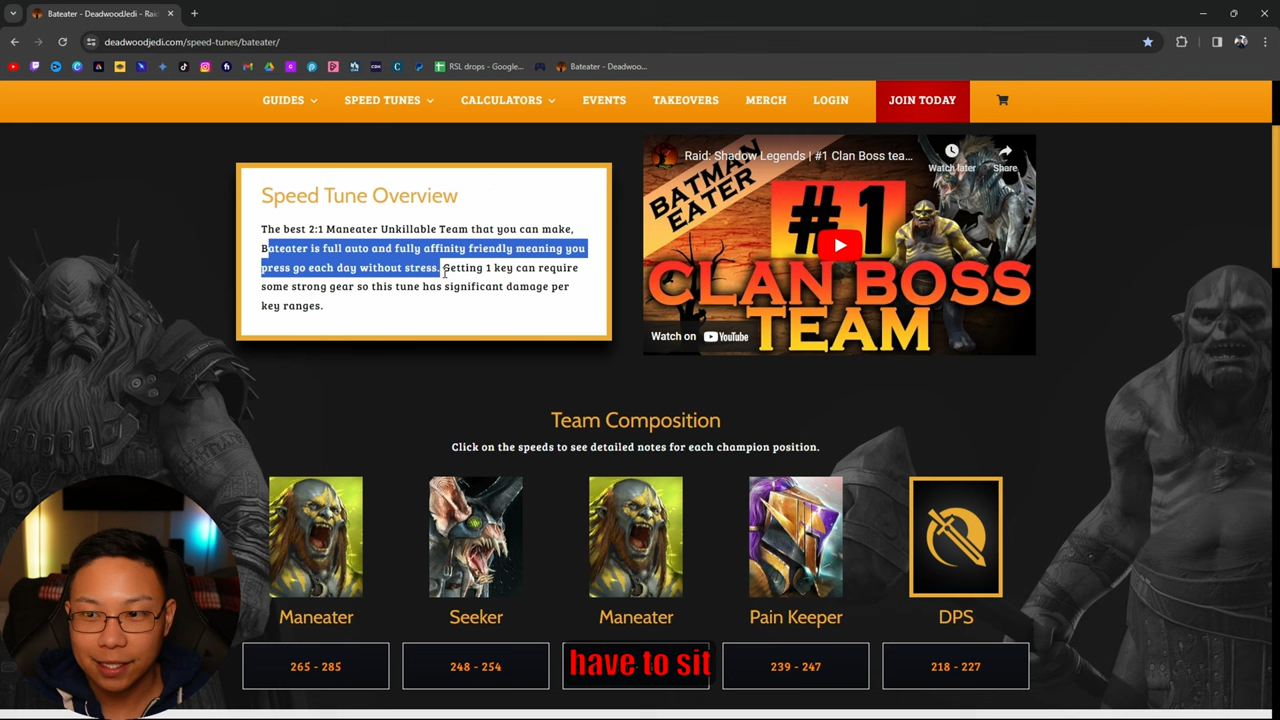 Bateater - DeadwoodJedi - Raid
deadwoodjedi.com/speed-tunes/bateater/
RSL drops - Google...
Bateater - Deadwoo...
GUIDES
SPEED TUNES
CALCULATORS
EVENTS
TAKEOVERS
MERCH
LOGIN
JOIN TODAY
Speed Tune Overview
The best 2:1 Maneater Unkillable Team that you can make,
Bateater is full auto and fully affinity friendly meaning you
press go each day without stress. Getting 1 key can require
some strong gear so this tune has significant damage per
key ranges.
Raid: Shadow Legends | #1 Clan Boss tea...
Watch later
Share
BATMAN
EATER
#1
CLAN BOSS
TEAM
Watch on YouTube
Team Composition
Click on the speeds to see detailed notes for each champion position.
Maneater
Seeker
Maneater
Pain Keeper
DPS
265 - 285
248 - 254
have to sit
239 - 247
218 - 227